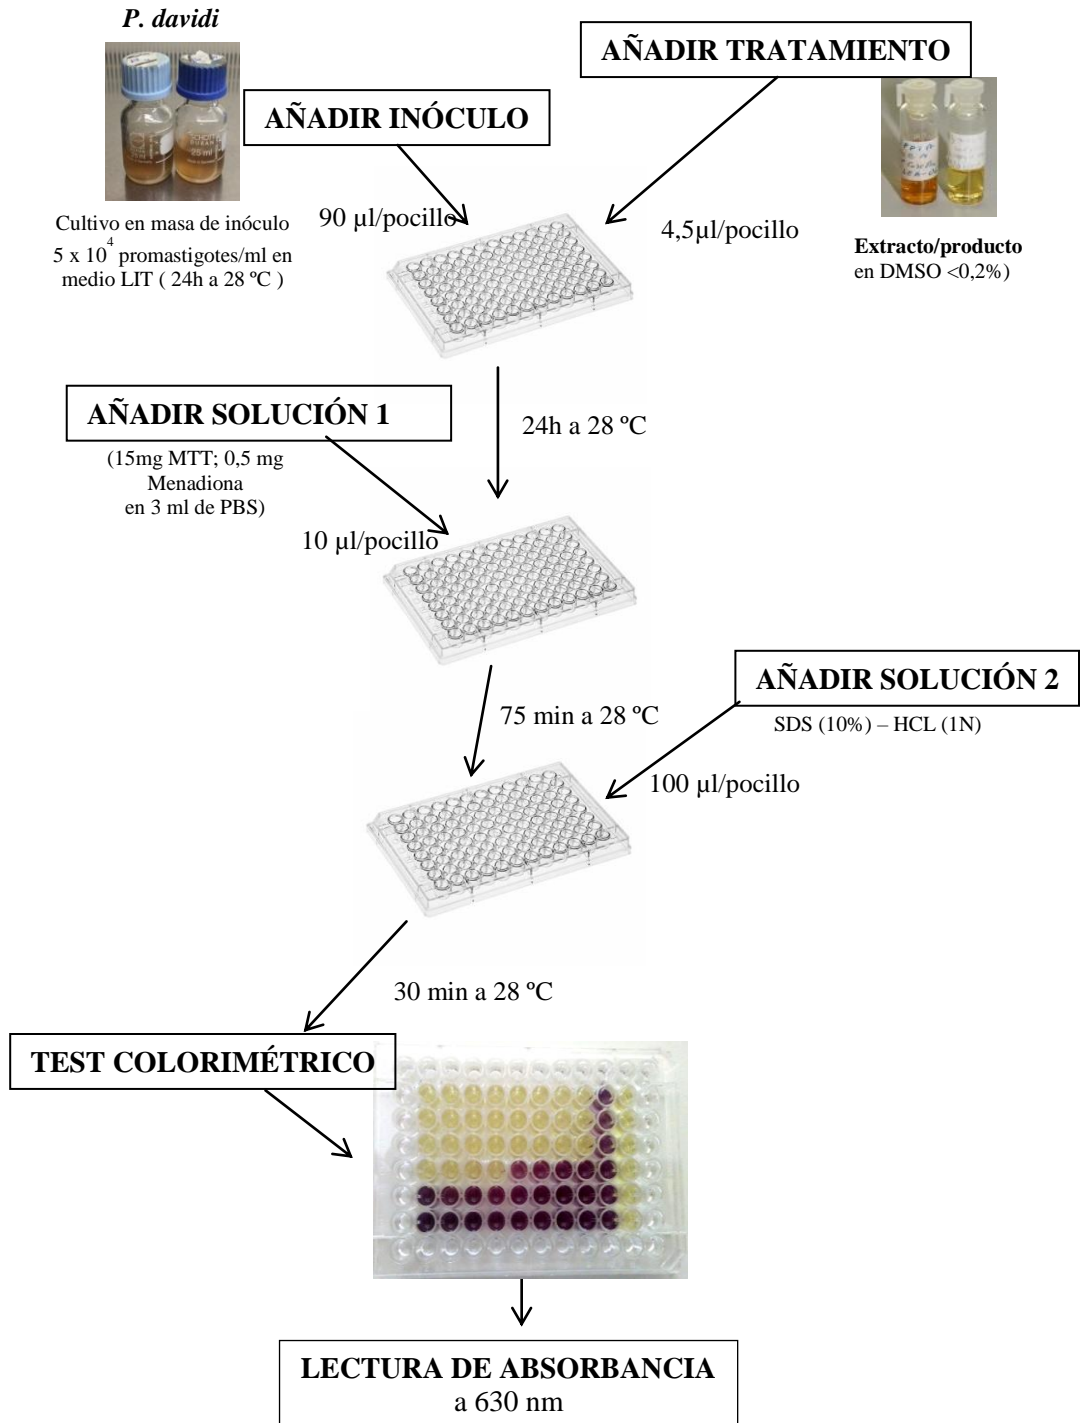 P. davidi
AÑADIR TRATAMIENTO
AÑADIR INÓCULO
25 ml
90 µl/pocillo
4,5µl/pocillo
Cultivo en masa de inóculo
5 x 10⁴ promastigotes/ml en
medio LIT ( 24h a 28 ºC )
Extracto/producto
en DMSO <0,2%)
AÑADIR SOLUCIÓN 1
24h a 28 ºC
(15mg MTT; 0,5 mg
Menadiona
en 3 ml de PBS)
10 µl/pocillo
AÑADIR SOLUCIÓN 2
75 min a 28 ºC
SDS (10%) – HCL (1N)
100 µl/pocillo
30 min a 28 ºC
TEST COLORIMÉTRICO
LECTURA DE ABSORBANCIA
a 630 nm